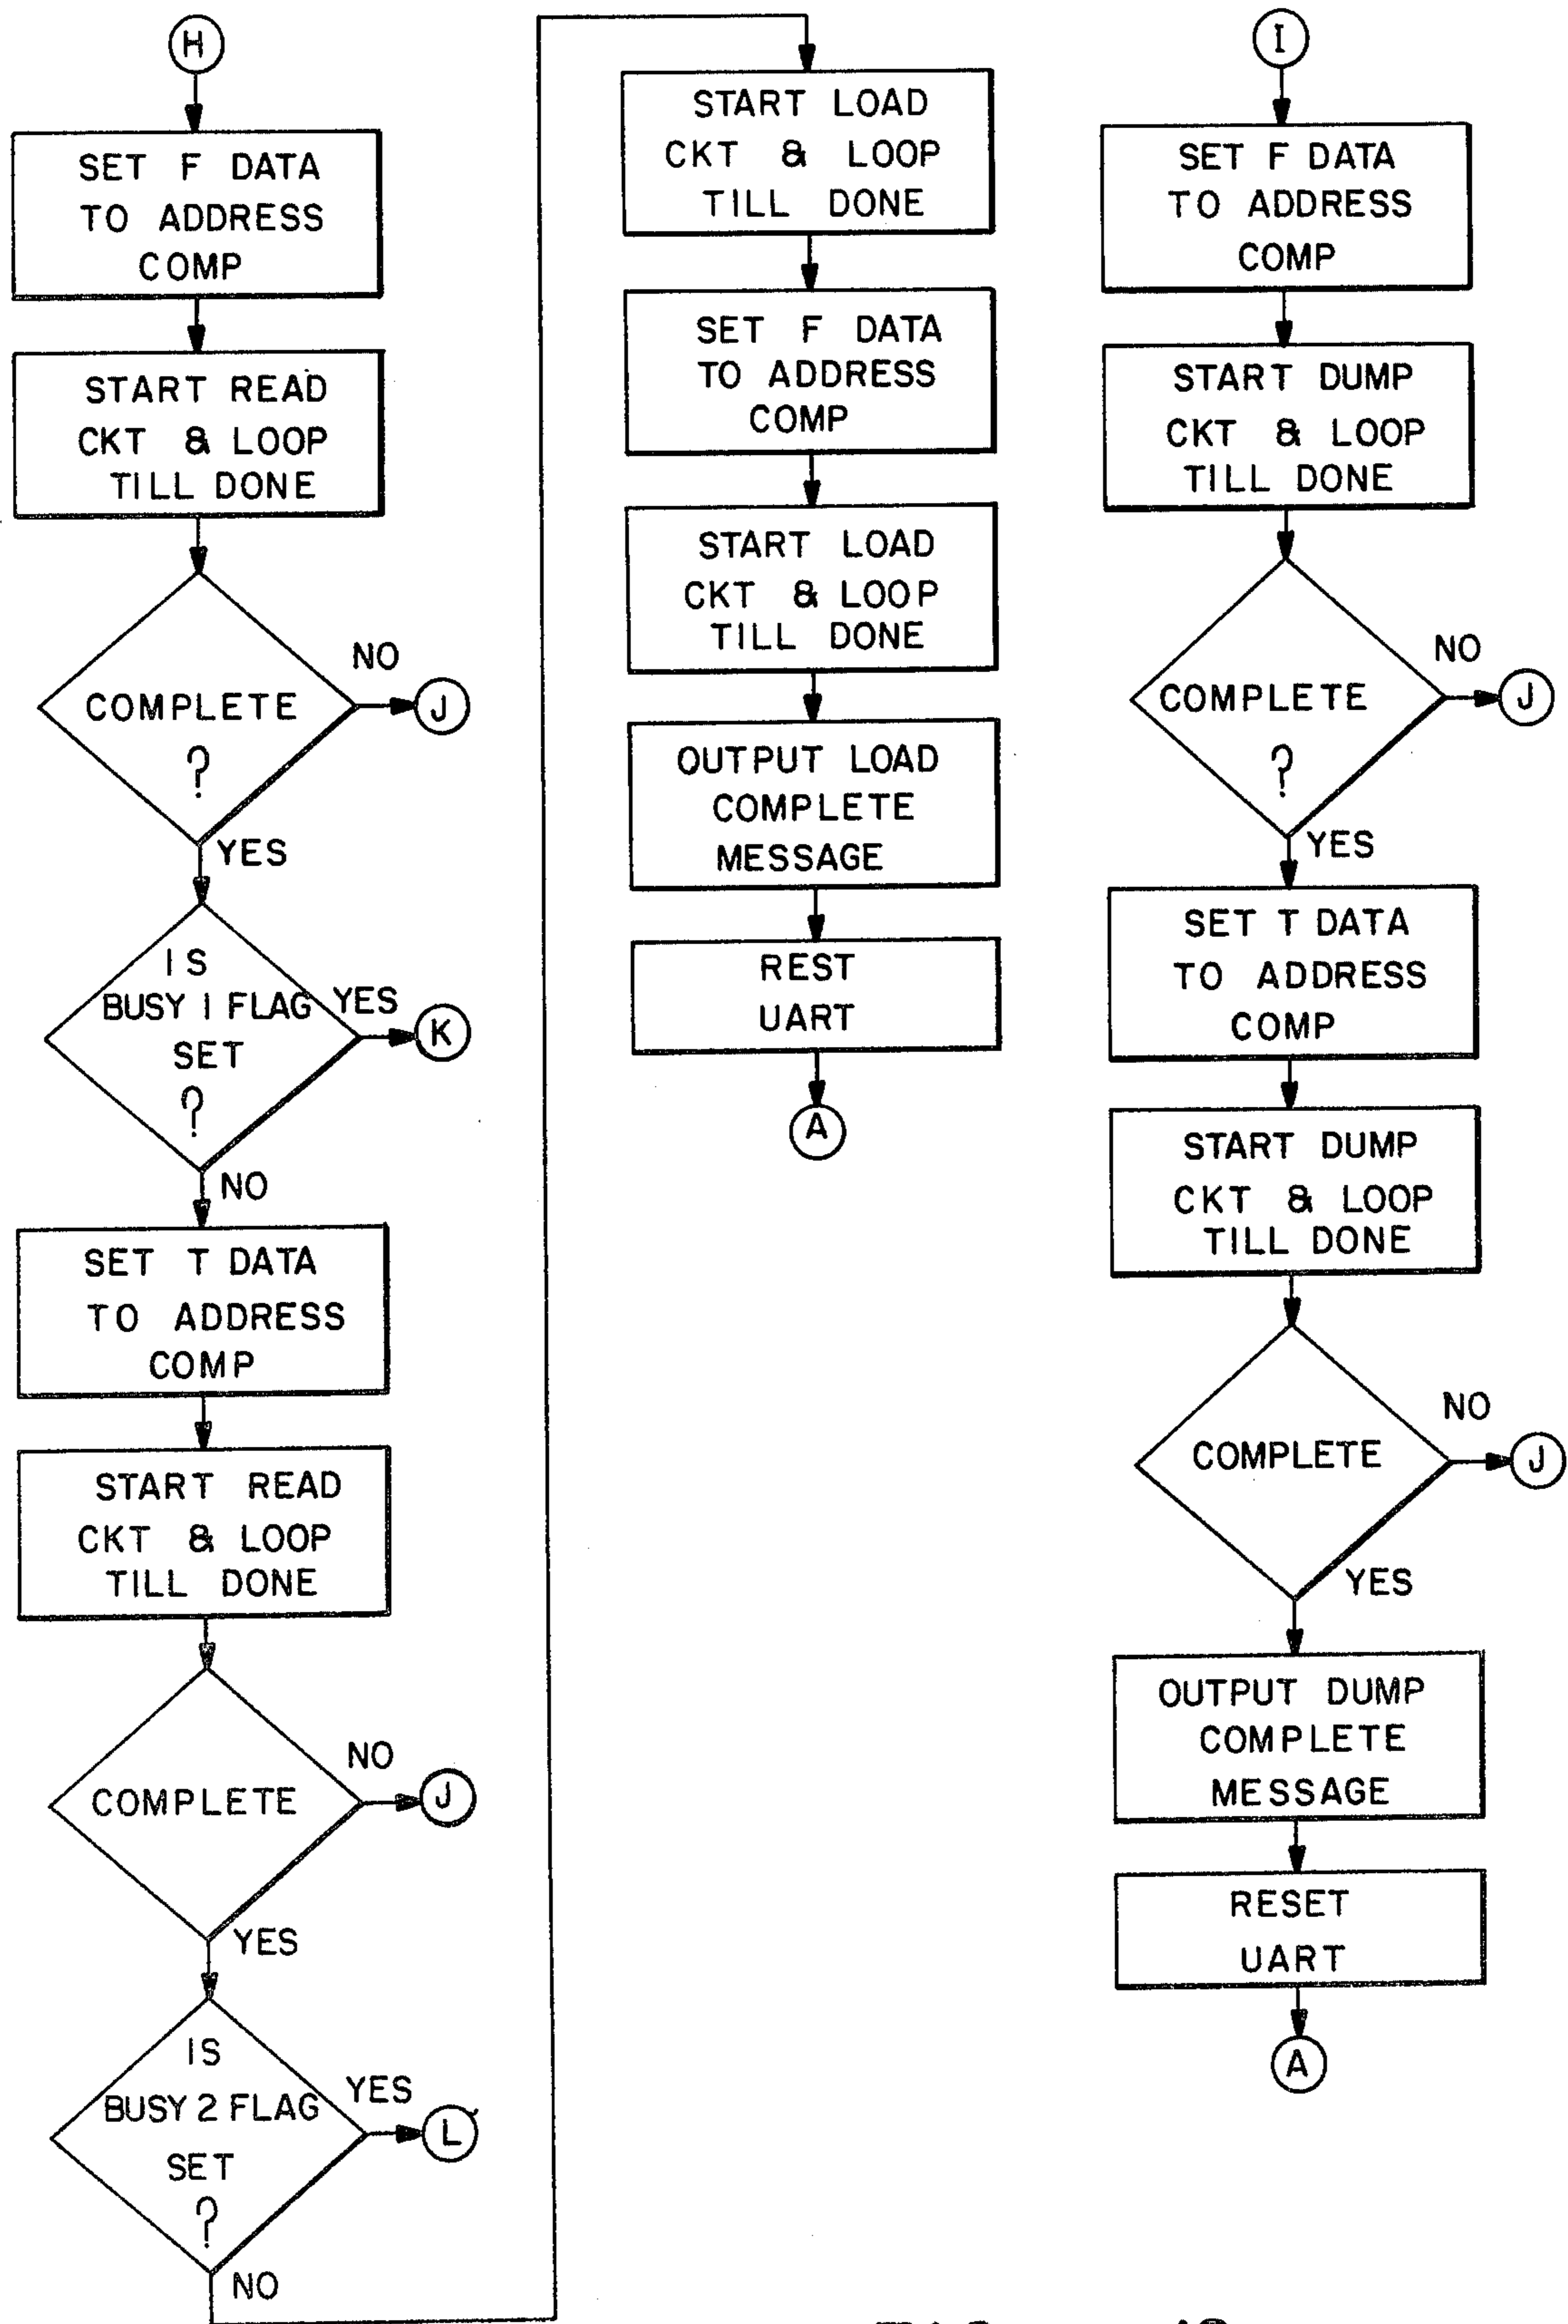 H
SET F DATA
TO ADDRESS
COMP
START READ
CKT & LOOP
TILL DONE
COMPLETE
?
NO
J
YES
IS
BUSY 1 FLAG
SET
?
YES
K
NO
SET T DATA
TO ADDRESS
COMP
START READ
CKT & LOOP
TILL DONE
COMPLETE
NO
J
YES
IS
BUSY 2 FLAG
SET
?
YES
L
NO
START LOAD
CKT & LOOP
TILL DONE
SET F DATA
TO ADDRESS
COMP
START LOAD
CKT & LOOP
TILL DONE
OUTPUT LOAD
COMPLETE
MESSAGE
REST
UART
A
I
SET F DATA
TO ADDRESS
COMP
START DUMP
CKT & LOOP
TILL DONE
COMPLETE
?
NO
J
YES
SET T DATA
TO ADDRESS
COMP
START DUMP
CKT & LOOP
TILL DONE
COMPLETE
NO
J
YES
OUTPUT DUMP
COMPLETE
MESSAGE
RESET
UART
A